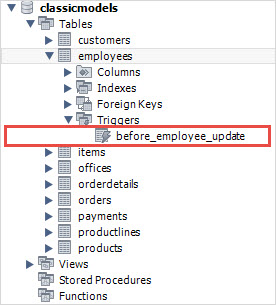 classicmodels
Tables
customers
employees
Columns
Indexes
Foreign Keys
Triggers
before_employee_update
items
offices
orderdetails
orders
payments
productlines
products
Views
Stored Procedures
Functions